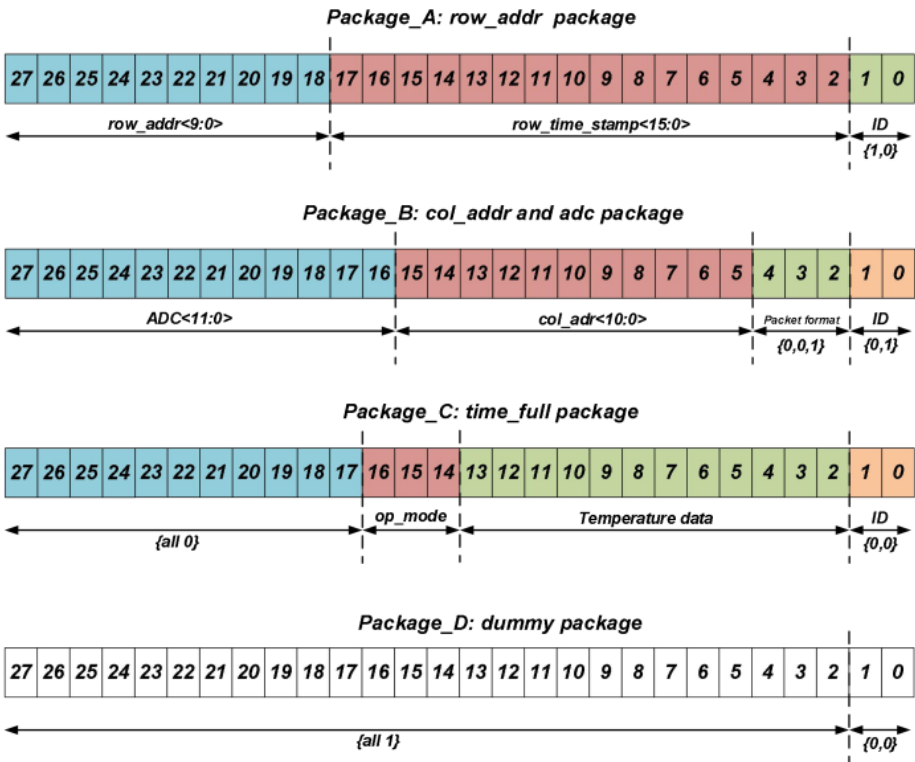 Package_A: row_addr package
27 26 25 24 23 22 21 20 19 18 17 16 15 14 13 12 11 10 9 8 7 6 5 4 3 2 1 0
row_addr<9:0> row_time_stamp<15:0> ID
{1,0}
Package_B: col_addr and adc package
27 26 25 24 23 22 21 20 19 18 17 16 15 14 13 12 11 10 9 8 7 6 5 4 3 2 1 0
ADC<11:0> col_adr<10:0> Packet format ID
{0,0,1} {0,1}
Package_C: time_full package
27 26 25 24 23 22 21 20 19 18 17 16 15 14 13 12 11 10 9 8 7 6 5 4 3 2 1 0
op_mode Temperature data ID
{all 0} {0,0}
Package_D: dummy package
27 26 25 24 23 22 21 20 19 18 17 16 15 14 13 12 11 10 9 8 7 6 5 4 3 2 1 0
{all 1} {0,0}